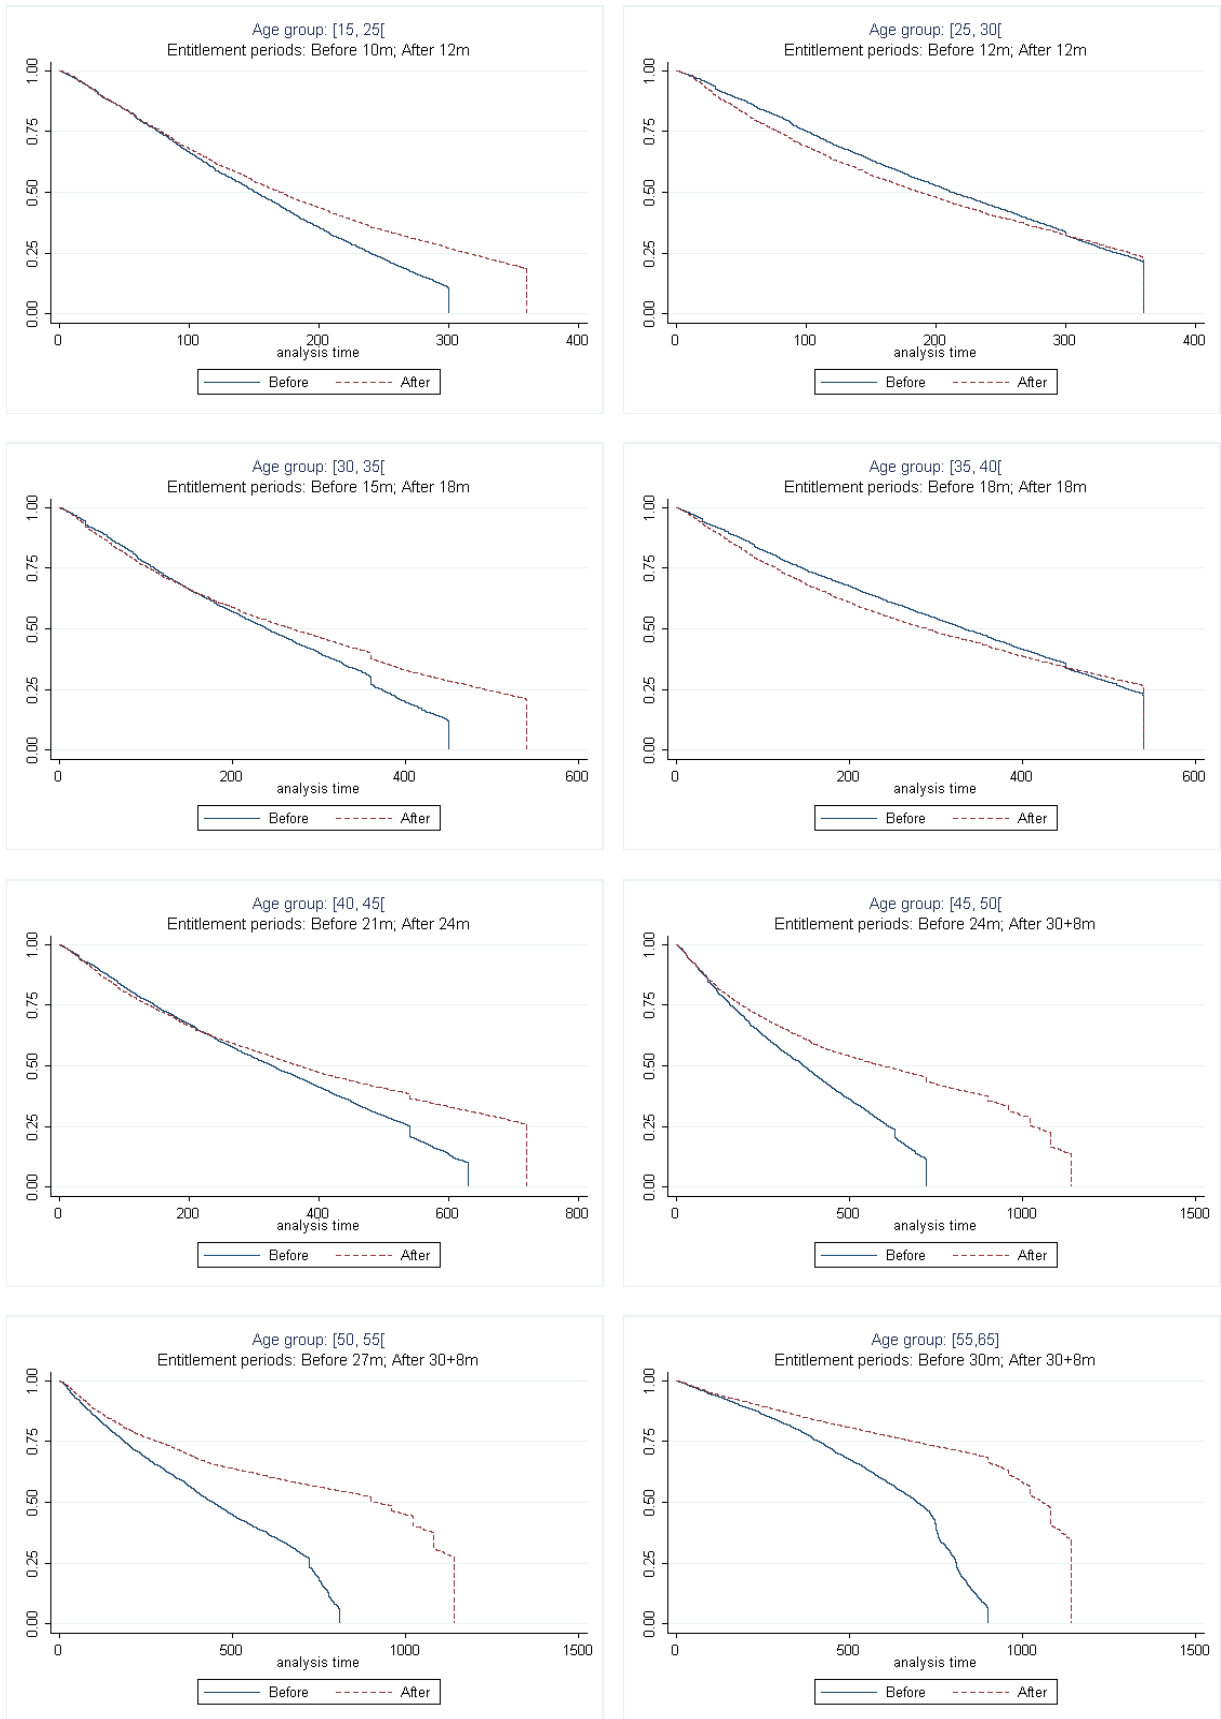 Age group: [15, 25[
Entitlement periods: Before 10m; After 12m
1.00
0.75
0.50
0.25
0.00
0 100 200 300 400
analysis time
Before After
Age group: [25, 30[
Entitlement periods: Before 12m; After 12m
1.00
0.75
0.50
0.25
0.00
0 100 200 300 400
analysis time
Before After
Age group: [30, 35[
Entitlement periods: Before 15m; After 18m
1.00
0.75
0.50
0.25
0.00
0 200 400 600
analysis time
Before After
Age group: [35, 40[
Entitlement periods: Before 18m; After 18m
1.00
0.75
0.50
0.25
0.00
0 200 400 600
analysis time
Before After
Age group: [40, 45[
Entitlement periods: Before 21m; After 24m
1.00
0.75
0.50
0.25
0.00
0 200 400 600 800
analysis time
Before After
Age group: [45, 50[
Entitlement periods: Before 24m; After 30+8m
1.00
0.75
0.50
0.25
0.00
0 500 1000 1500
analysis time
Before After
Age group: [50, 55[
Entitlement periods: Before 27m; After 30+8m
1.00
0.75
0.50
0.25
0.00
0 500 1000 1500
analysis time
Before After
Age group: [55,65]
Entitlement periods: Before 30m; After 30+8m
1.00
0.75
0.50
0.25
0.00
0 500 1000 1500
analysis time
Before After